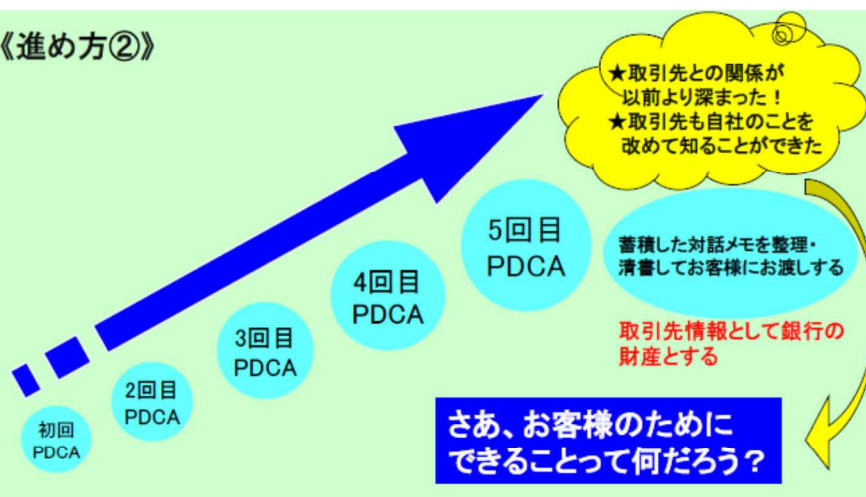 《進め方②》
★取引先との関係が
以前より深まった！
★取引先も自社のことを
改めて知ることができた
5回目
PDCA
蓄積した対話メモを整理・
清書してお客様にお渡しする
4回目
PDCA
取引先情報として銀行の
財産とする
3回目
PDCA
2回目
PDCA
初回
PDCA
さあ、お客様のために
できることって何だろう？